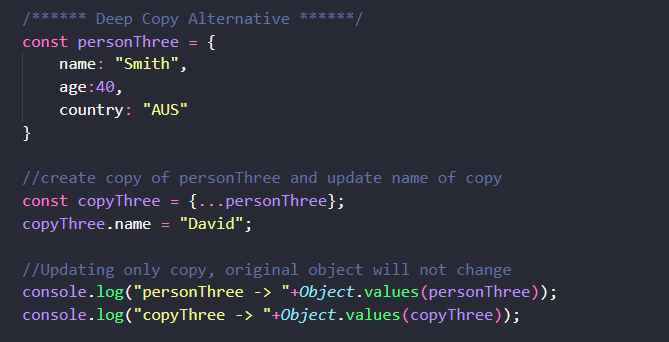 /****** Deep Copy Alternative ******/
const personThree = {
    name: "Smith",
    age:40,
    country: "AUS"
}

//create copy of personThree and update name of copy
const copyThree = {...personThree};
copyThree.name = "David";

//Updating only copy, original object will not change
console.log("personThree -> "+Object.values(personThree));
console.log("copyThree -> "+Object.values(copyThree));